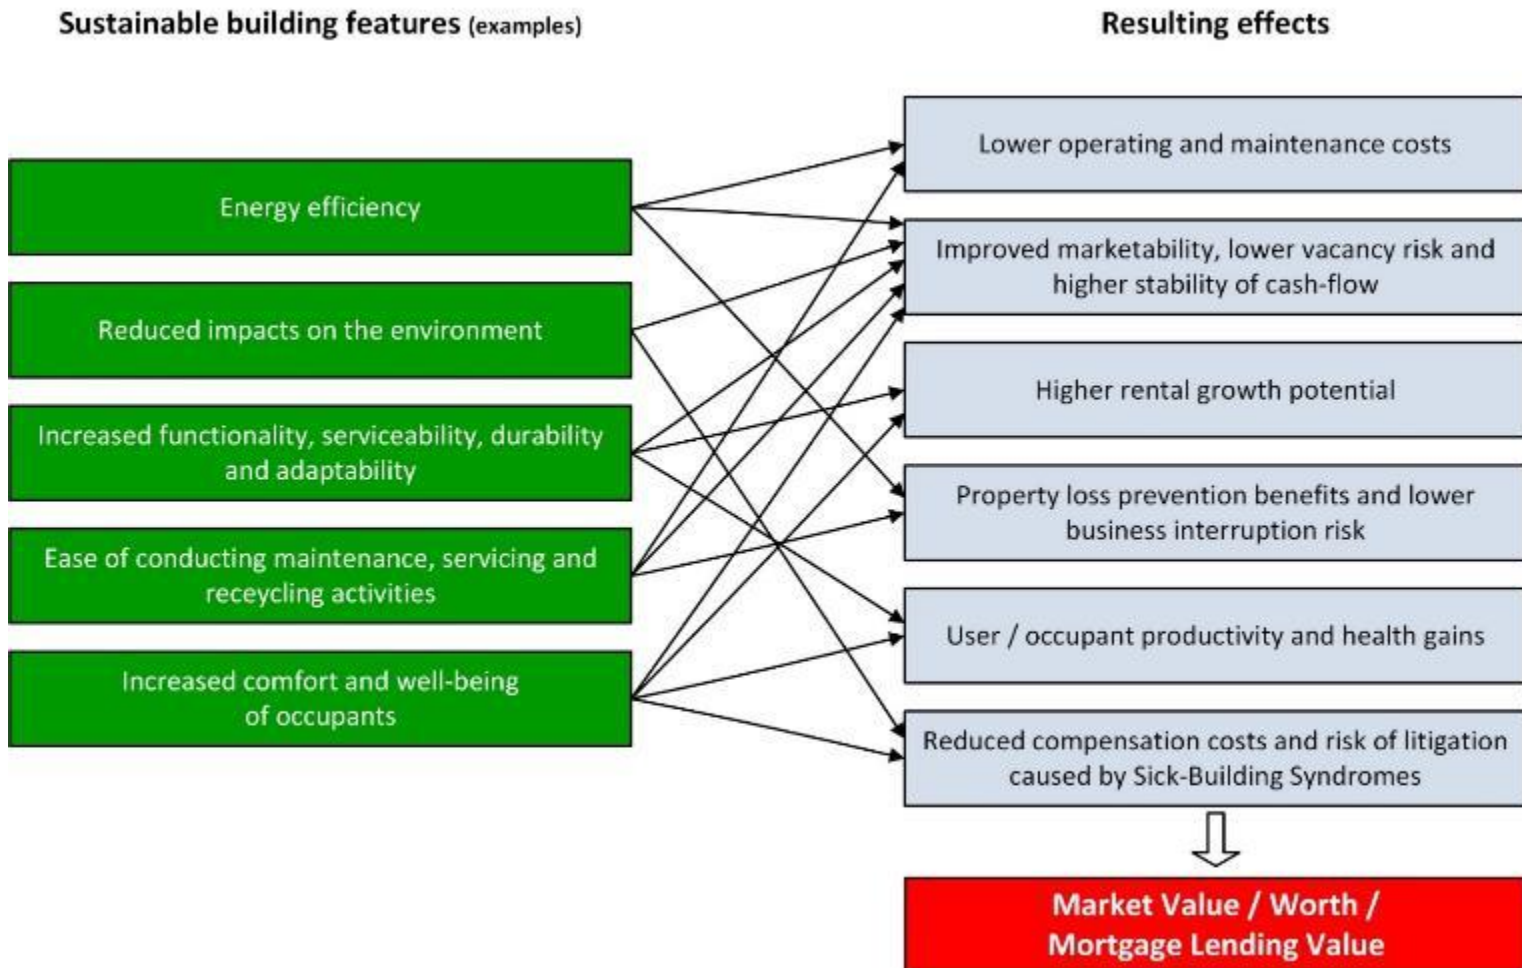 Sustainable building features (examples)
Resulting effects
Energy efficiency
Reduced impacts on the environment
Increased functionality, serviceability, durability
and adaptability
Ease of conducting maintenance, servicing and
receycling activities
Increased comfort and well-being
of occupants
Lower operating and maintenance costs
Improved marketability, lower vacancy risk and
higher stability of cash-flow
Higher rental growth potential
Property loss prevention benefits and lower
business interruption risk
User / occupant productivity and health gains
Reduced compensation costs and risk of litigation
caused by Sick-Building Syndromes
Market Value / Worth /
Mortgage Lending Value